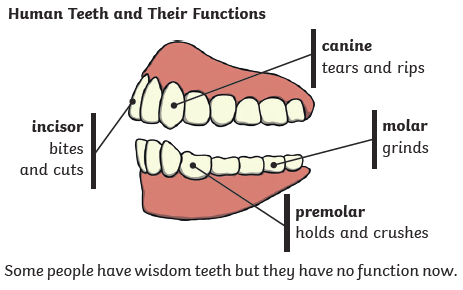 Human Teeth and Their Functions
canine
tears and rips
incisor
bites
and cuts
molar
grinds
premolar
holds and crushes
Some people have wisdom teeth but they have no function now.